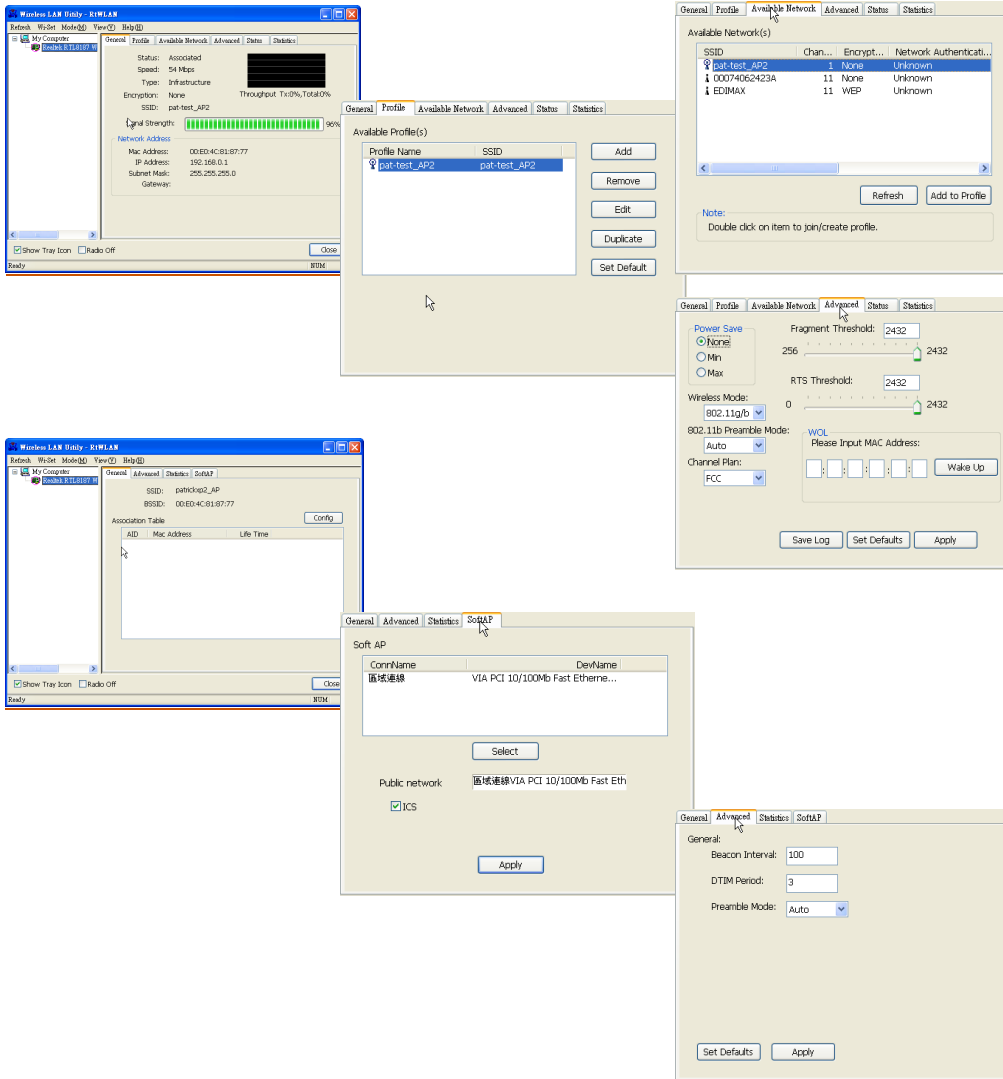 Wireless LAN Utility - RtWLAN
Refresh Wi-Set Mode(M) View(V) Help(H)
My Computer
Realtek RTL8187 W
General Profile Available Network Advanced Status Statistics
Status: Associated
Speed: 54 Mbps
Type: Infrastructure
Encryption: None
Throughput Tx:0%,Total:0%
SSID: pat-test_AP2
Signal Strength: 96%
Network Address
Mac Address: 00:E0:4C:81:87:77
IP Address: 192.168.0.1
Subnet Mask: 255.255.255.0
Gateway:
Show Tray Icon Radio Off Close
Ready NUM
General Profile Available Network Advanced Status Statistics
Available Profile(s)
Profile Name SSID
pat-test_AP2 pat-test_AP2
Add
Remove
Edit
Duplicate
Set Default
General Profile Available Network Advanced Status Statistics
Available Network(s)
SSID Chan... Encrypt... Network Authenticati...
pat-test_AP2 1 None Unknown
00074062423A 11 None Unknown
EDIMAX 11 WEP Unknown
Refresh Add to Profile
Note:
Double click on item to join/create profile.
General Profile Available Network Advanced Status Statistics
Power Save
None
Min
Max
Fragment Threshold: 2432
256 2432
RTS Threshold: 2432
0 2432
Wireless Mode:
802.11g/b
802.11b Preamble Mode:
Auto
Channel Plan:
FCC
WOL
Please Input MAC Address:
: : : : : Wake Up
Save Log Set Defaults Apply
Wireless LAN Utility - RtWLAN
Refresh Wi-Set Mode(M) View(V) Help(H)
My Computer
Realtek RTL8187 W
General Advanced Statistics SoftAP
SSID: patrickxp2_AP
BSSID: 00:E0:4C:81:87:77
Association Table Config
AID Mac Address Life Time
Show Tray Icon Radio Off Close
Ready NUM
General Advanced Statistics SoftAP
Soft AP
ConnName DevName
區域連線 VIA PCI 10/100Mb Fast Etherne...
Select
Public network 區域連線VIA PCI 10/100Mb Fast Eth
ICS
Apply
General Advanced Statistics SoftAP
General:
Beacon Interval: 100
DTIM Period: 3
Preamble Mode: Auto
Set Defaults Apply